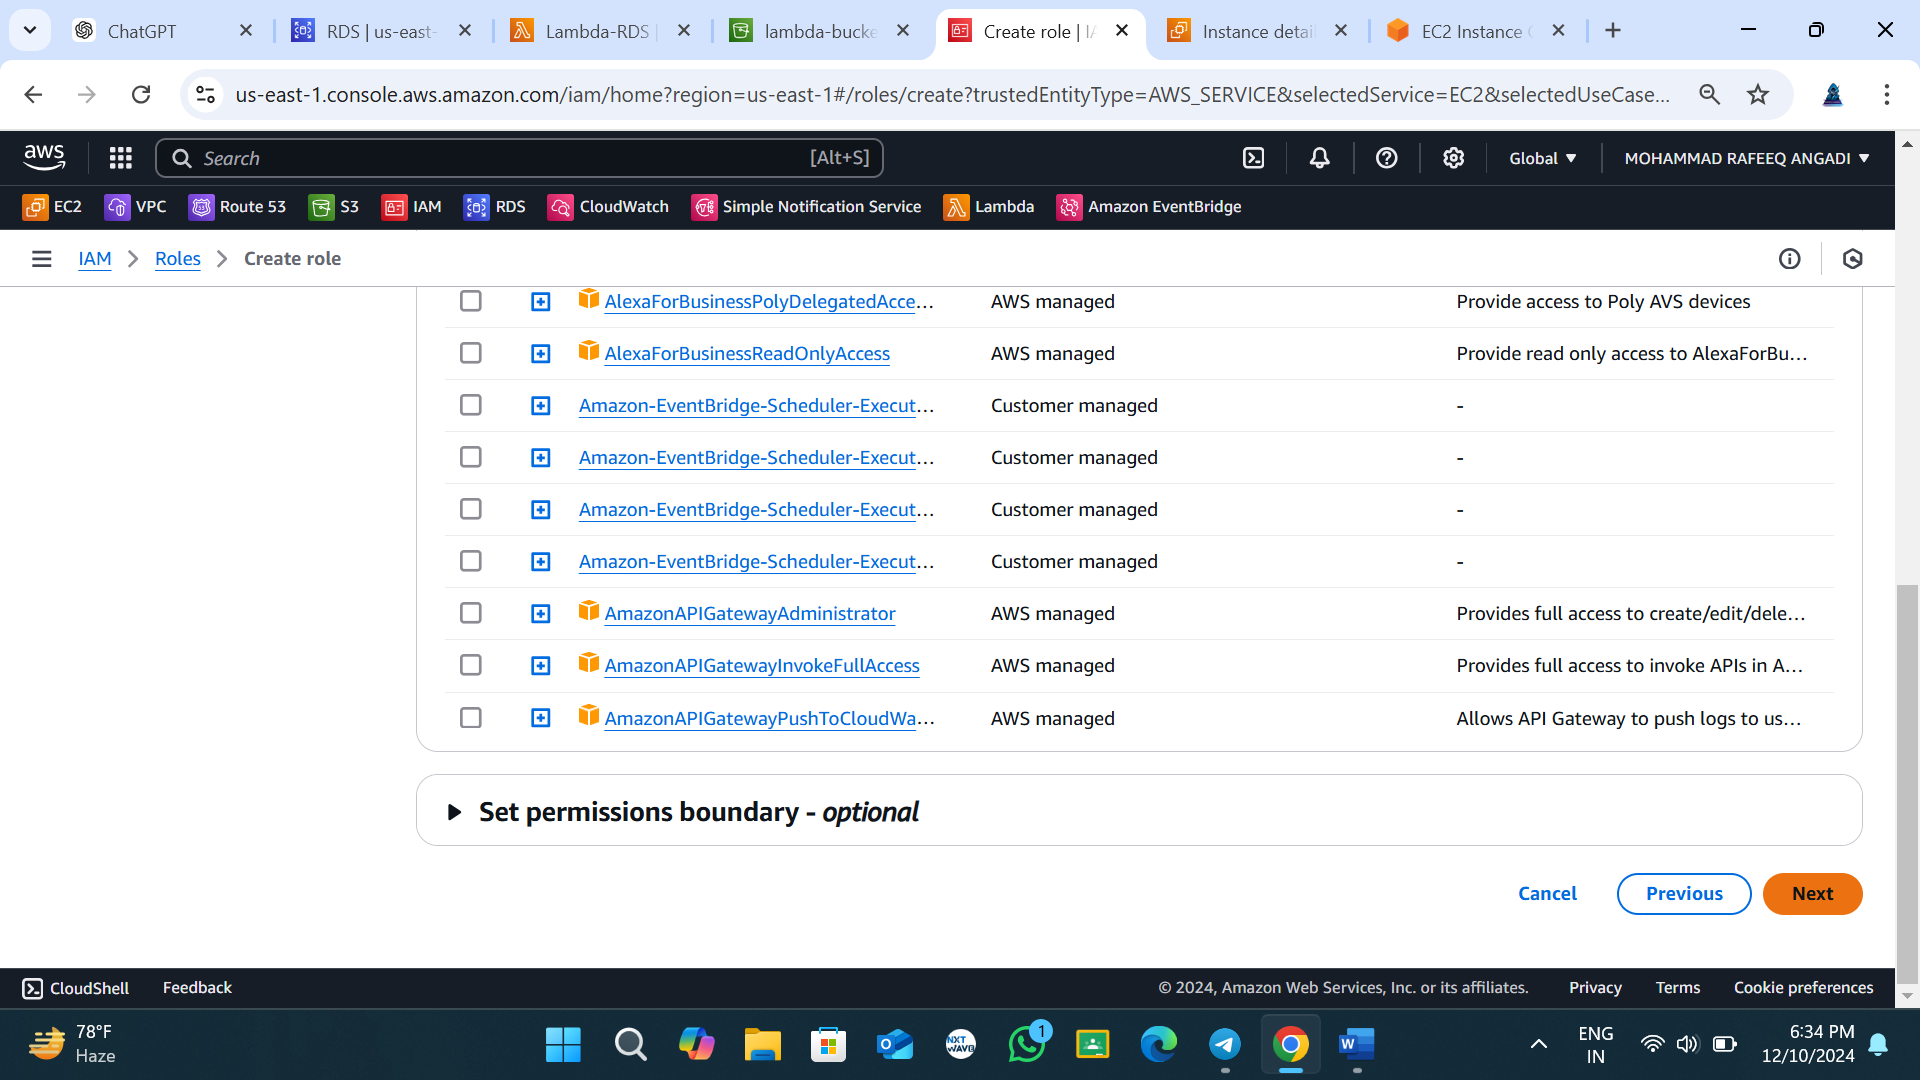 ChatGPT
RDS | us-east-
Lambda-RDS |
lambda-bucke
Create role | IA
Instance detai
EC2 Instance
us-east-1.console.aws.amazon.com/iam/home?region=us-east-1#/roles/create?trustedEntityType=AWS_SERVICE&selectedService=EC2&selectedUseCase...
aws
Search
[Alt+S]
Global
MOHAMMAD RAFEEQ ANGADI
EC2
VPC
Route 53
S3
IAM
RDS
CloudWatch
Simple Notification Service
Lambda
Amazon EventBridge
IAM > Roles > Create role
AlexaForBusinessPolyDelegatedAcce... AWS managed Provide access to Poly AVS devices
AlexaForBusinessReadOnlyAccess AWS managed Provide read only access to AlexaForBu...
Amazon-EventBridge-Scheduler-Execut... Customer managed -
Amazon-EventBridge-Scheduler-Execut... Customer managed -
Amazon-EventBridge-Scheduler-Execut... Customer managed -
Amazon-EventBridge-Scheduler-Execut... Customer managed -
AmazonAPIGatewayAdministrator AWS managed Provides full access to create/edit/dele...
AmazonAPIGatewayInvokeFullAccess AWS managed Provides full access to invoke APIs in A...
AmazonAPIGatewayPushToCloudWa... AWS managed Allows API Gateway to push logs to us...
Set permissions boundary - optional
Cancel
Previous
Next
CloudShell
Feedback
© 2024, Amazon Web Services, Inc. or its affiliates.
Privacy
Terms
Cookie preferences
78°F
Haze
NXT
WAVE
1
ENG
IN
6:34 PM
12/10/2024